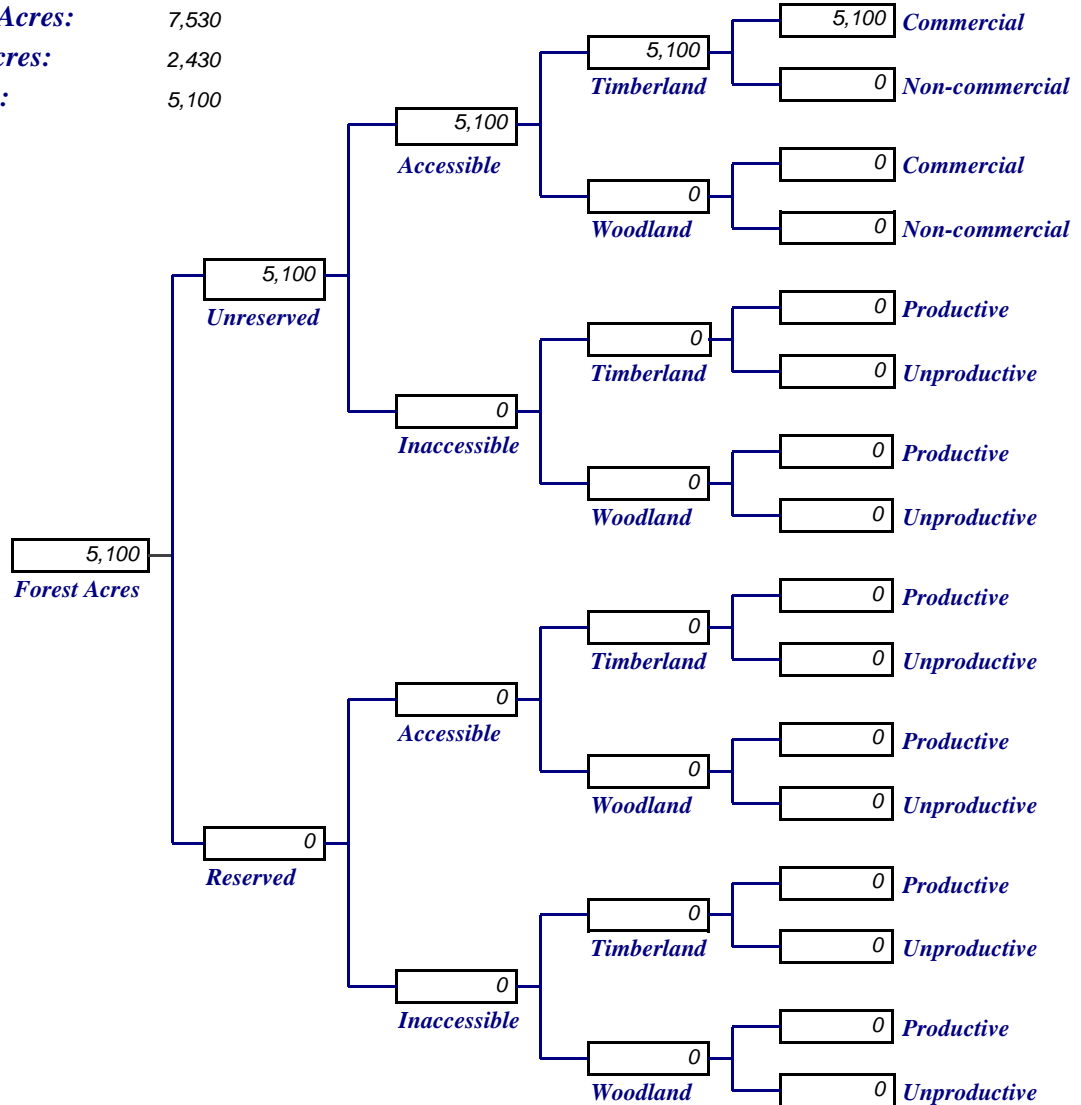 Acres: 7,530
cres: 2,430
: 5,100
5,100 Commercial
5,100
Timberland
0 Non-commercial
5,100
Accessible
0 Commercial
0
Woodland
0 Non-commercial
5,100
Unreserved
0 Productive
0
Timberland
0 Unproductive
0
Inaccessible
0 Productive
0
Woodland
0 Unproductive
5,100
Forest Acres
0 Productive
0
Timberland
0 Unproductive
0
Accessible
0 Productive
0
Woodland
0 Unproductive
0
Reserved
0 Productive
0
Timberland
0 Unproductive
0
Inaccessible
0 Productive
0
Woodland
0 Unproductive